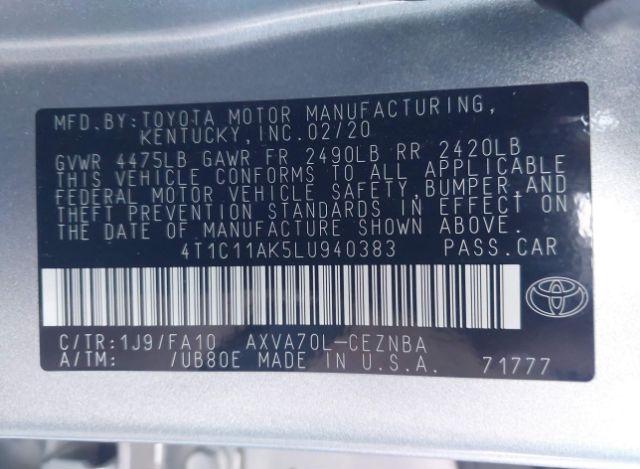 MFD.BY:TOYOTA MOTOR MANUFACTURING,
KENTUCKY,INC.02/20
GVWR 4475LB GAWR FR 2490LB RR 2420LB
THIS VEHICLE CONFORMS TO ALL APPLICABLE
FEDERAL MOTOR VEHICLE SAFETY,BUMPER,AND
THEFT PREVENTION STANDARDS IN EFFECT ON
THE DATE OF MANUFACTURE SHOWN ABOVE.
4T1C11AK5LU940383 PASS.CAR
C/TR:1J9/FA10 AXVA70L-CEZNBA
A/TM: /UB80E MADE IN U.S.A. 71777